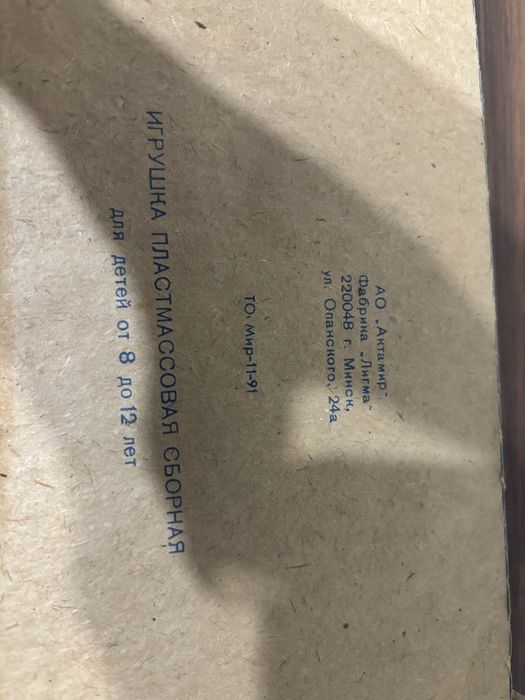 АО „Актамир“,
Фабрика „Лигма“
220048 г. Минск,
ул. Опанского, 24а
ТО, Мир-11-91
ИГРУШКА ПЛАСТМАССОВАЯ СБОРНАЯ
для детей от 8 до 12 лет